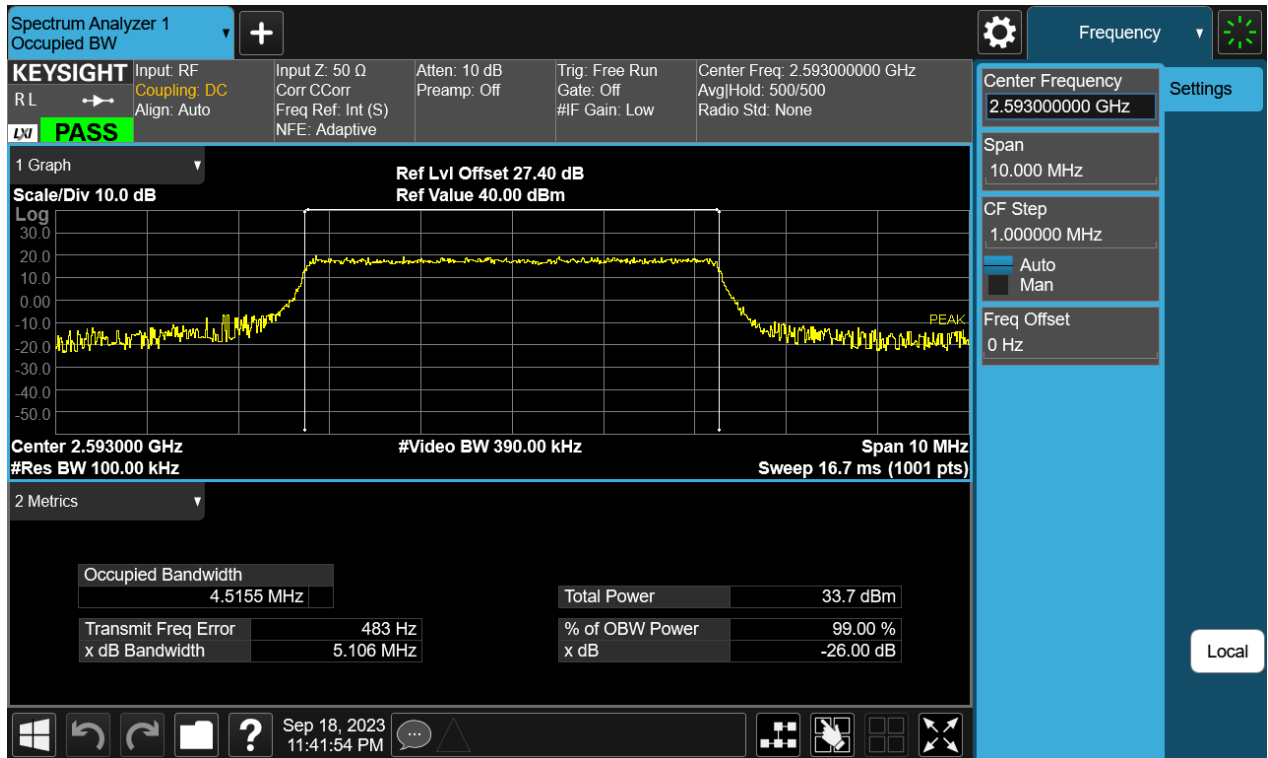 Spectrum Analyzer 1
Occupied BW
Frequency
KEYSIGHT
R L
LXI
PASS
Input: RF
Coupling: DC
Align: Auto
Input Z: 50 Ω
Corr CCorr
Freq Ref: Int (S)
NFE: Adaptive
Atten: 10 dB
Preamp: Off
Trig: Free Run
Gate: Off
#IF Gain: Low
Center Freq: 2.593000000 GHz
Avg|Hold: 500/500
Radio Std: None
Center Frequency
2.593000000 GHz
Settings
Span
10.000 MHz
CF Step
1.000000 MHz
Auto
Man
Freq Offset
0 Hz
Local
1 Graph
Ref Lvl Offset 27.40 dB
Scale/Div 10.0 dB
Ref Value 40.00 dBm
Log
30.0
20.0
10.0
0.00
-10.0
-20.0
-30.0
-40.0
-50.0
PEAK
Center 2.593000 GHz
#Video BW 390.00 kHz
Span 10 MHz
#Res BW 100.00 kHz
Sweep 16.7 ms (1001 pts)
2 Metrics
Occupied Bandwidth
4.5155 MHz
Total Power 33.7 dBm
Transmit Freq Error 483 Hz
% of OBW Power 99.00 %
x dB Bandwidth 5.106 MHz
x dB -26.00 dB
?
Sep 18, 2023
11:41:54 PM